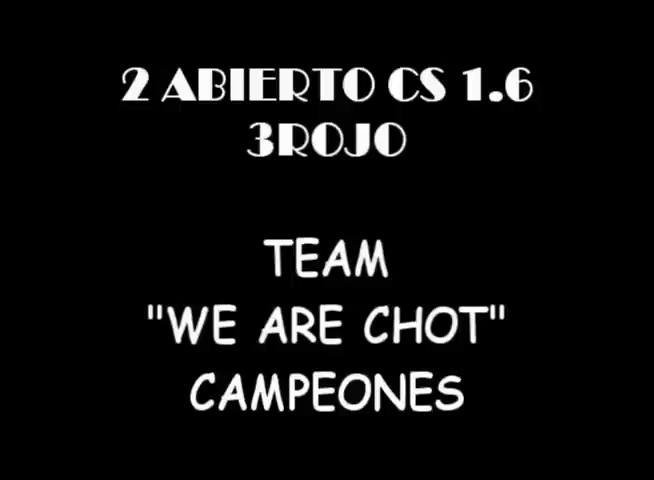 2 ABIERTO CS 1.6
3ROJO
TEAM
"WE ARE CHOT"
CAMPEONES